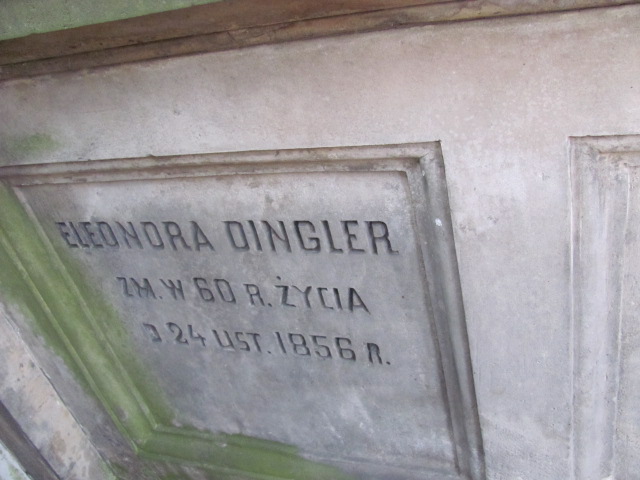 ELEONORA DINGLER
ZM. W 60 R. ŻYCIA
D 24 LIST. 1856 R.